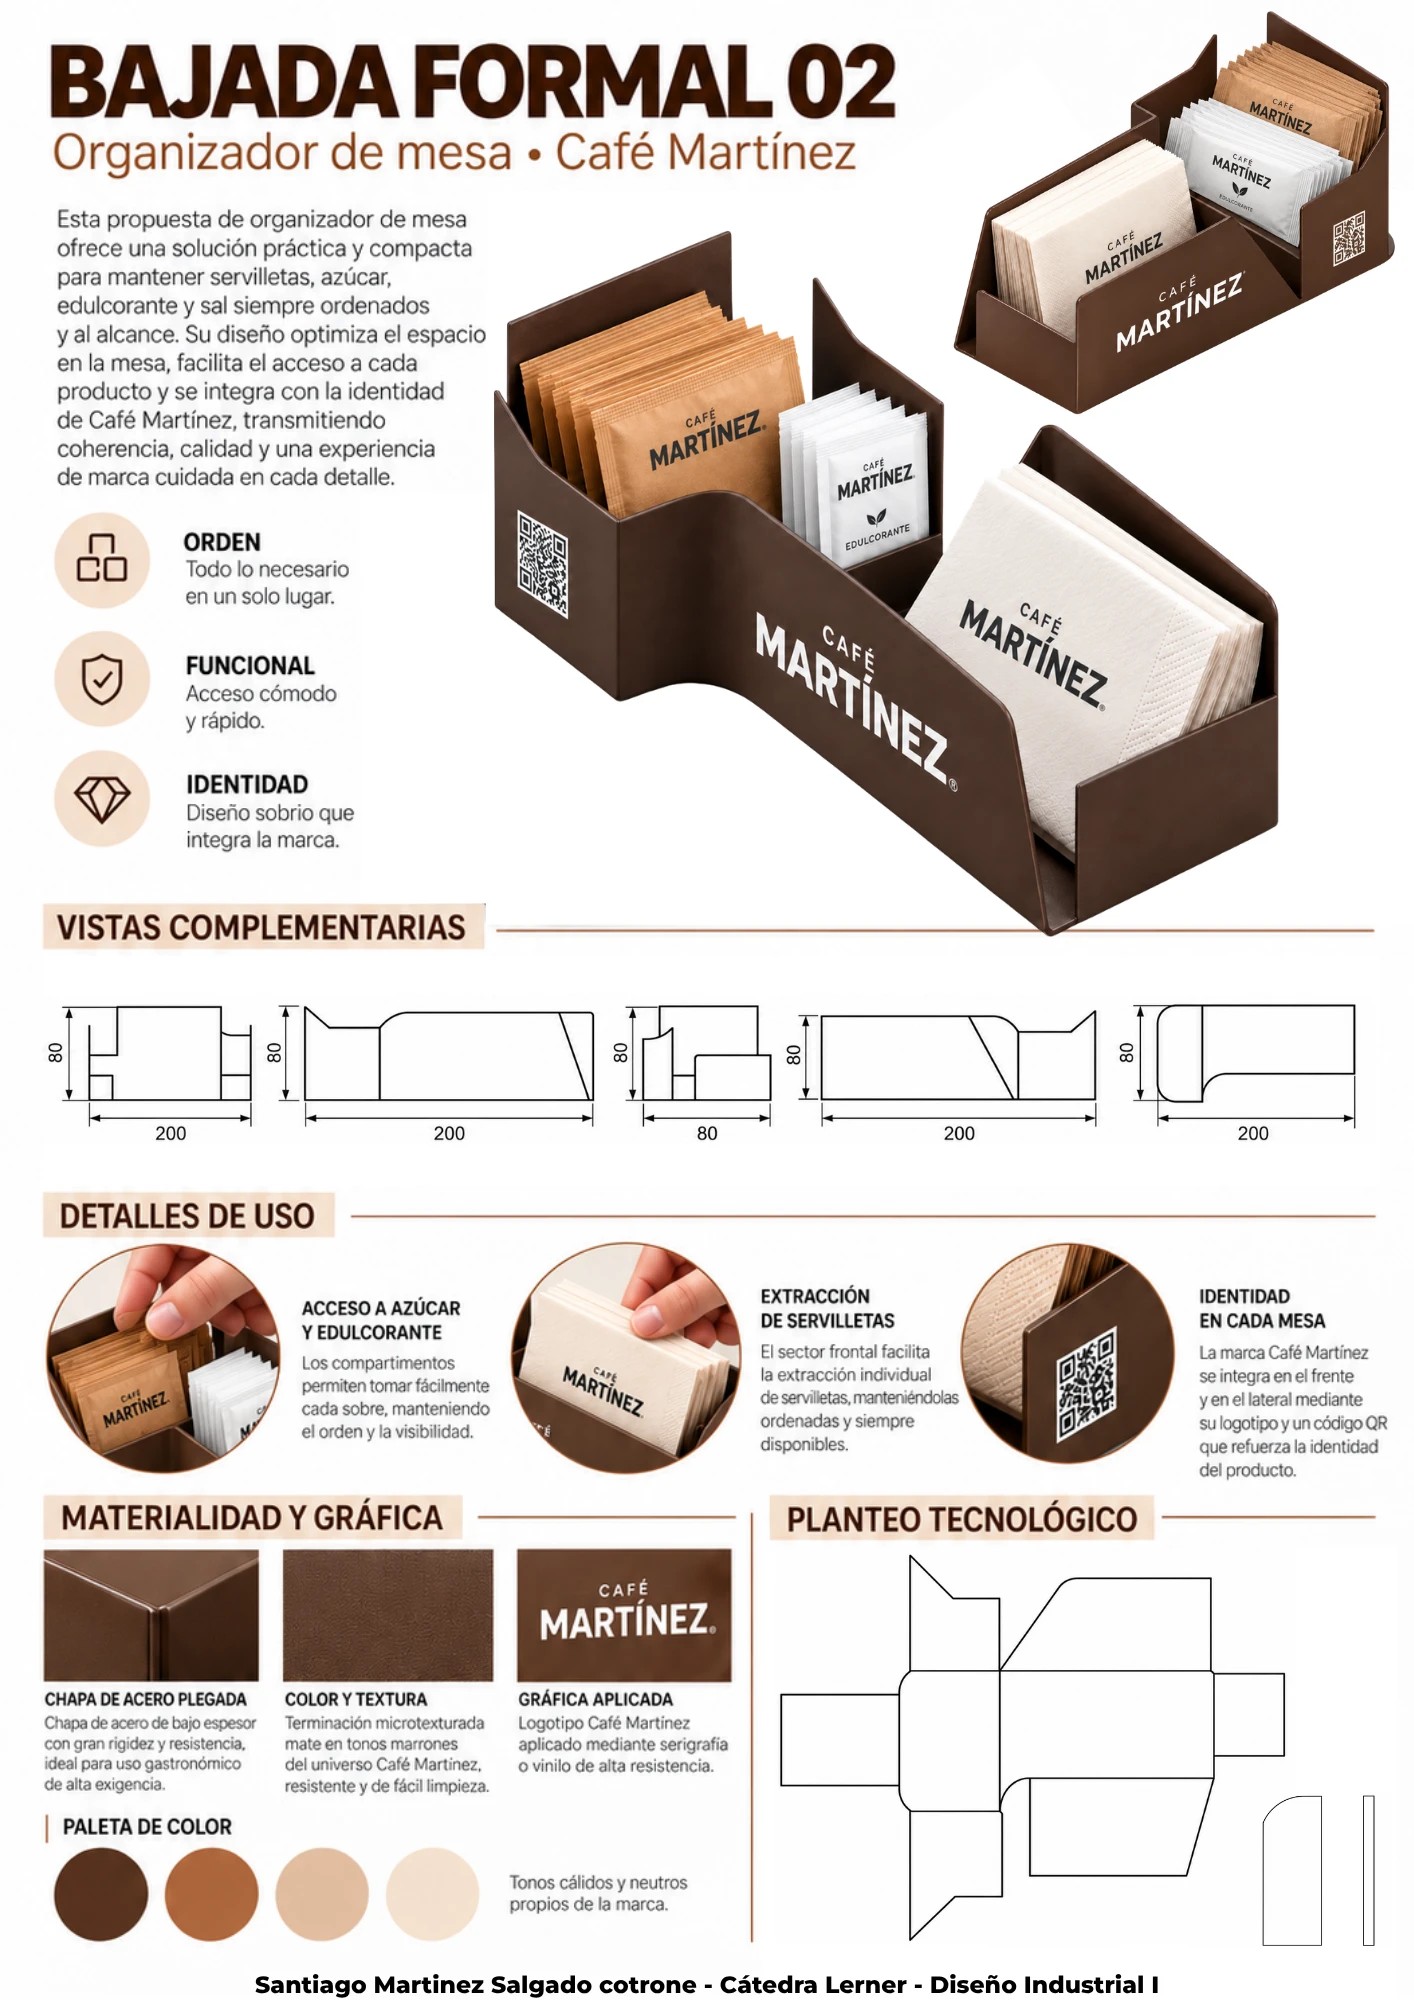 BAJADA FORMAL 02
Organizador de mesa • Café Martínez
Esta propuesta de organizador de mesa
ofrece una solución práctica y compacta
para mantener servilletas, azúcar,
edulcorante y sal siempre ordenados
y al alcance. Su diseño optimiza el espacio
en la mesa, facilita el acceso a cada
producto y se integra con la identidad
de Café Martínez, transmitiendo
coherencia, calidad y una experiencia
de marca cuidada en cada detalle.
CAFÉ
MARTÍNEZ
CAFÉ
MARTÍNEZ
EDULCORANTE
CAFÉ
MARTÍNEZ
CAFÉ
MARTÍNEZ
CAFÉ
MARTÍNEZ®
CAFÉ
MARTÍNEZ
EDULCORANTE
CAFÉ
MARTÍNEZ®
CAFÉ
MARTÍNEZ®
ORDEN
Todo lo necesario
en un solo lugar.
FUNCIONAL
Acceso cómodo
y rápido.
IDENTIDAD
Diseño sobrio que
integra la marca.
VISTAS COMPLEMENTARIAS
80
200
80
200
80
80
80
200
80
200
DETALLES DE USO
CAFÉ
MARTÍNEZ
ACCESO A AZÚCAR
Y EDULCORANTE
Los compartimentos
permiten tomar fácilmente
cada sobre, manteniendo
el orden y la visibilidad.
CAFÉ
MARTÍNEZ
EXTRACCIÓN
DE SERVILLETAS
El sector frontal facilita
la extracción individual
de servilletas, manteniéndolas
ordenadas y siempre
disponibles.
IDENTIDAD
EN CADA MESA
La marca Café Martínez
se integra en el frente
y en el lateral mediante
su logotipo y un código QR
que refuerza la identidad
del producto.
MATERIALIDAD Y GRÁFICA
CAFÉ
MARTÍNEZ®
CHAPA DE ACERO PLEGADA
Chapa de acero de bajo espesor
con gran rigidez y resistencia,
ideal para uso gastronómico
de alta exigencia.
COLOR Y TEXTURA
Terminación microtexturada
mate en tonos marrones
del universo Café Martínez,
resistente y de fácil limpieza.
GRÁFICA APLICADA
Logotipo Café Martínez
aplicado mediante serigrafía
o vinilo de alta resistencia.
PALETA DE COLOR
Tonos cálidos y neutros
propios de la marca.
PLANTEO TECNOLÓGICO
Santiago Martinez Salgado cotrone - Cátedra Lerner - Diseño Industrial I